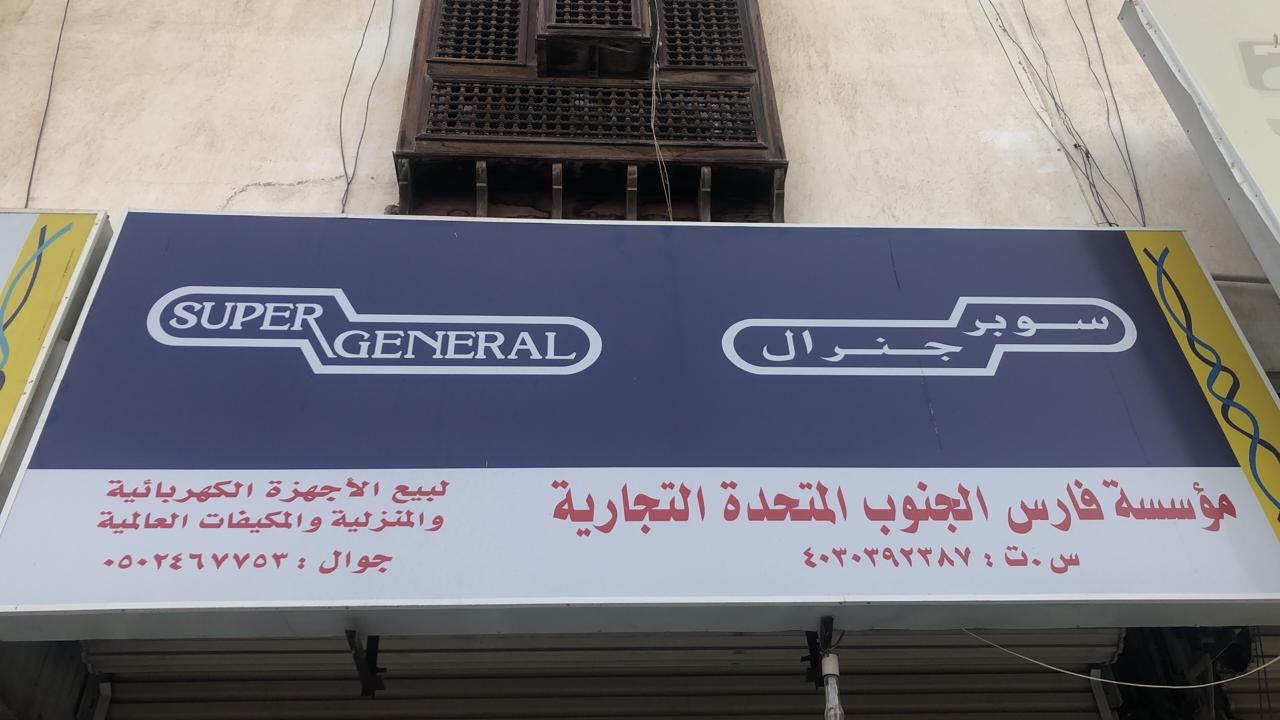 SUPER
GENERAL
سوبر
جنرال
مؤسسة فارس الجنوب المتحدة التجارية
س.ت : ٤٠٣٠٣٩٢٣٨٧
لبيع الأجهزة الكهربائية
والمنزلية والمكيفات العالمية
جوال : ٠٥٠٢٤٦٧٧٥٣